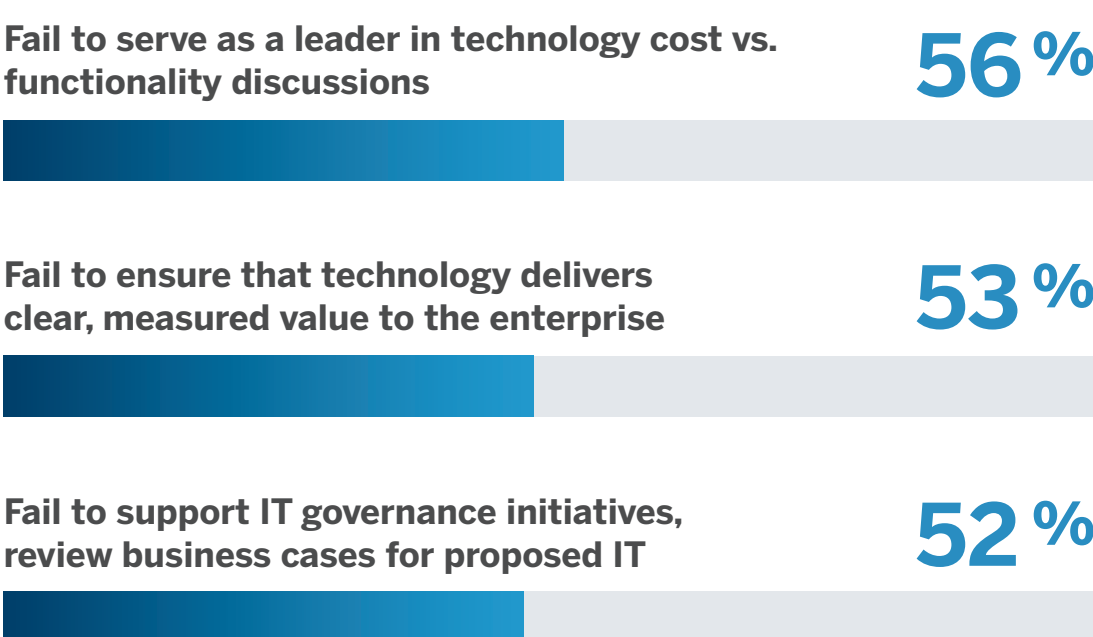 Fail to serve as a leader in technology cost vs.
functionality discussions
56 %
Fail to ensure that technology delivers
clear, measured value to the enterprise
53 %
Fail to support IT governance initiatives,
review business cases for proposed IT
52 %